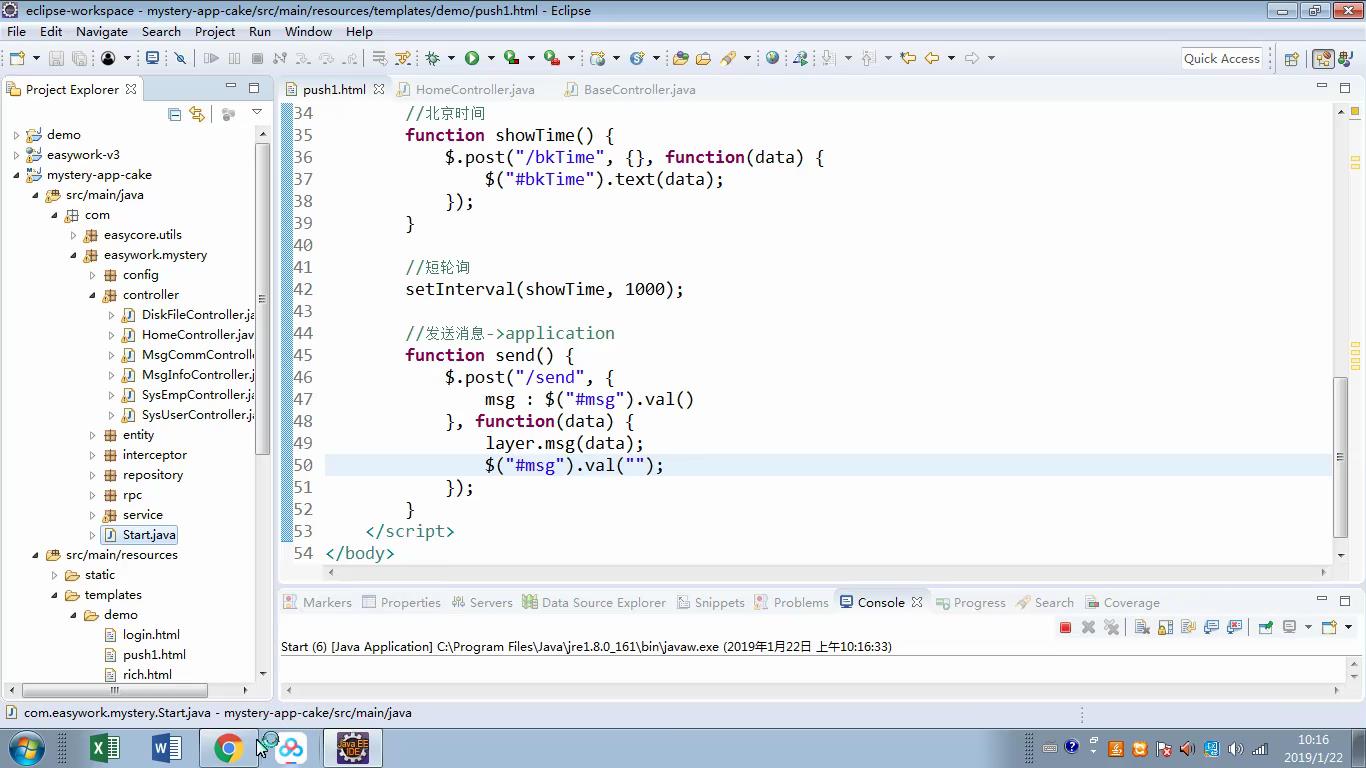 eclipse-workspace - mystery-app-cake/src/main/resources/templates/demo/push1.html - Eclipse
File Edit Navigate Search Project Run Window Help
Quick Access
Project Explorer
demo
easywork-v3
mystery-app-cake
src/main/java
com
easycore.utils
easywork.mystery
config
controller
DiskFileController.ja
HomeController.jav
MsgCommControll
MsgInfoController.j
SysEmpController.j
SysUserController.ja
entity
interceptor
repository
rpc
service
Start.java
src/main/resources
static
templates
demo
login.html
push1.html
rich.html
push1.html HomeController.java BaseController.java
34 //北京时间
35 function showTime() {
36 $.post("/bkTime", {}, function(data) {
37 $("#bkTime").text(data);
38 });
39 }
40
41 //短轮询
42 setInterval(showTime, 1000);
43
44 //发送消息->application
45 function send() {
46 $.post("/send", {
47 msg : $("#msg").val()
48 }, function(data) {
49 layer.msg(data);
50 $("#msg").val("");
51 });
52 }
53 </script>
54 </body>
Markers Properties Servers Data Source Explorer Snippets Problems Console Progress Search Coverage
Start (6) [Java Application] C:\Program Files\Java\jre1.8.0_161\bin\javaw.exe (2019年1月22日 上午10:16:33)
com.easywork.mystery.Start.java - mystery-app-cake/src/main/java
Java EE
IDE
10:16
2019/1/22